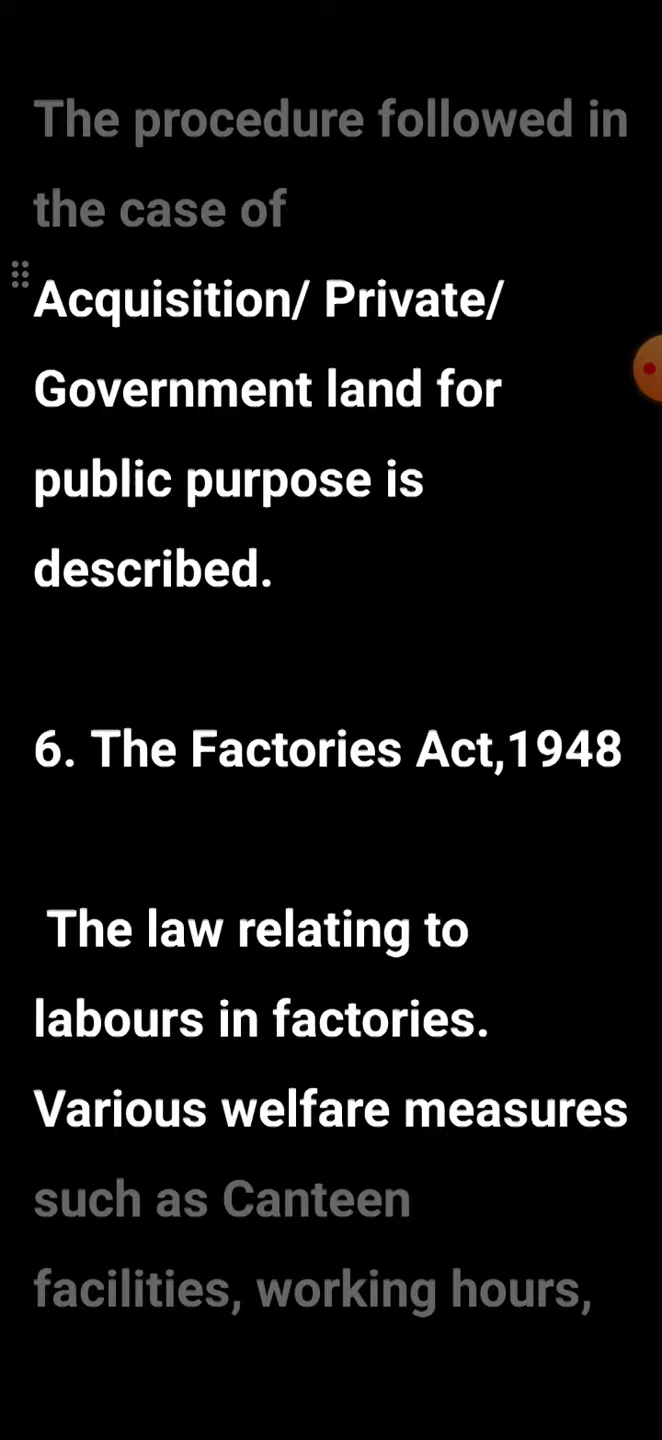 The procedure followed in
the case of
Acquisition/ Private/
Government land for
public purpose is
described.
6. The Factories Act,1948
The law relating to
labours in factories.
Various welfare measures
such as Canteen
facilities, working hours,